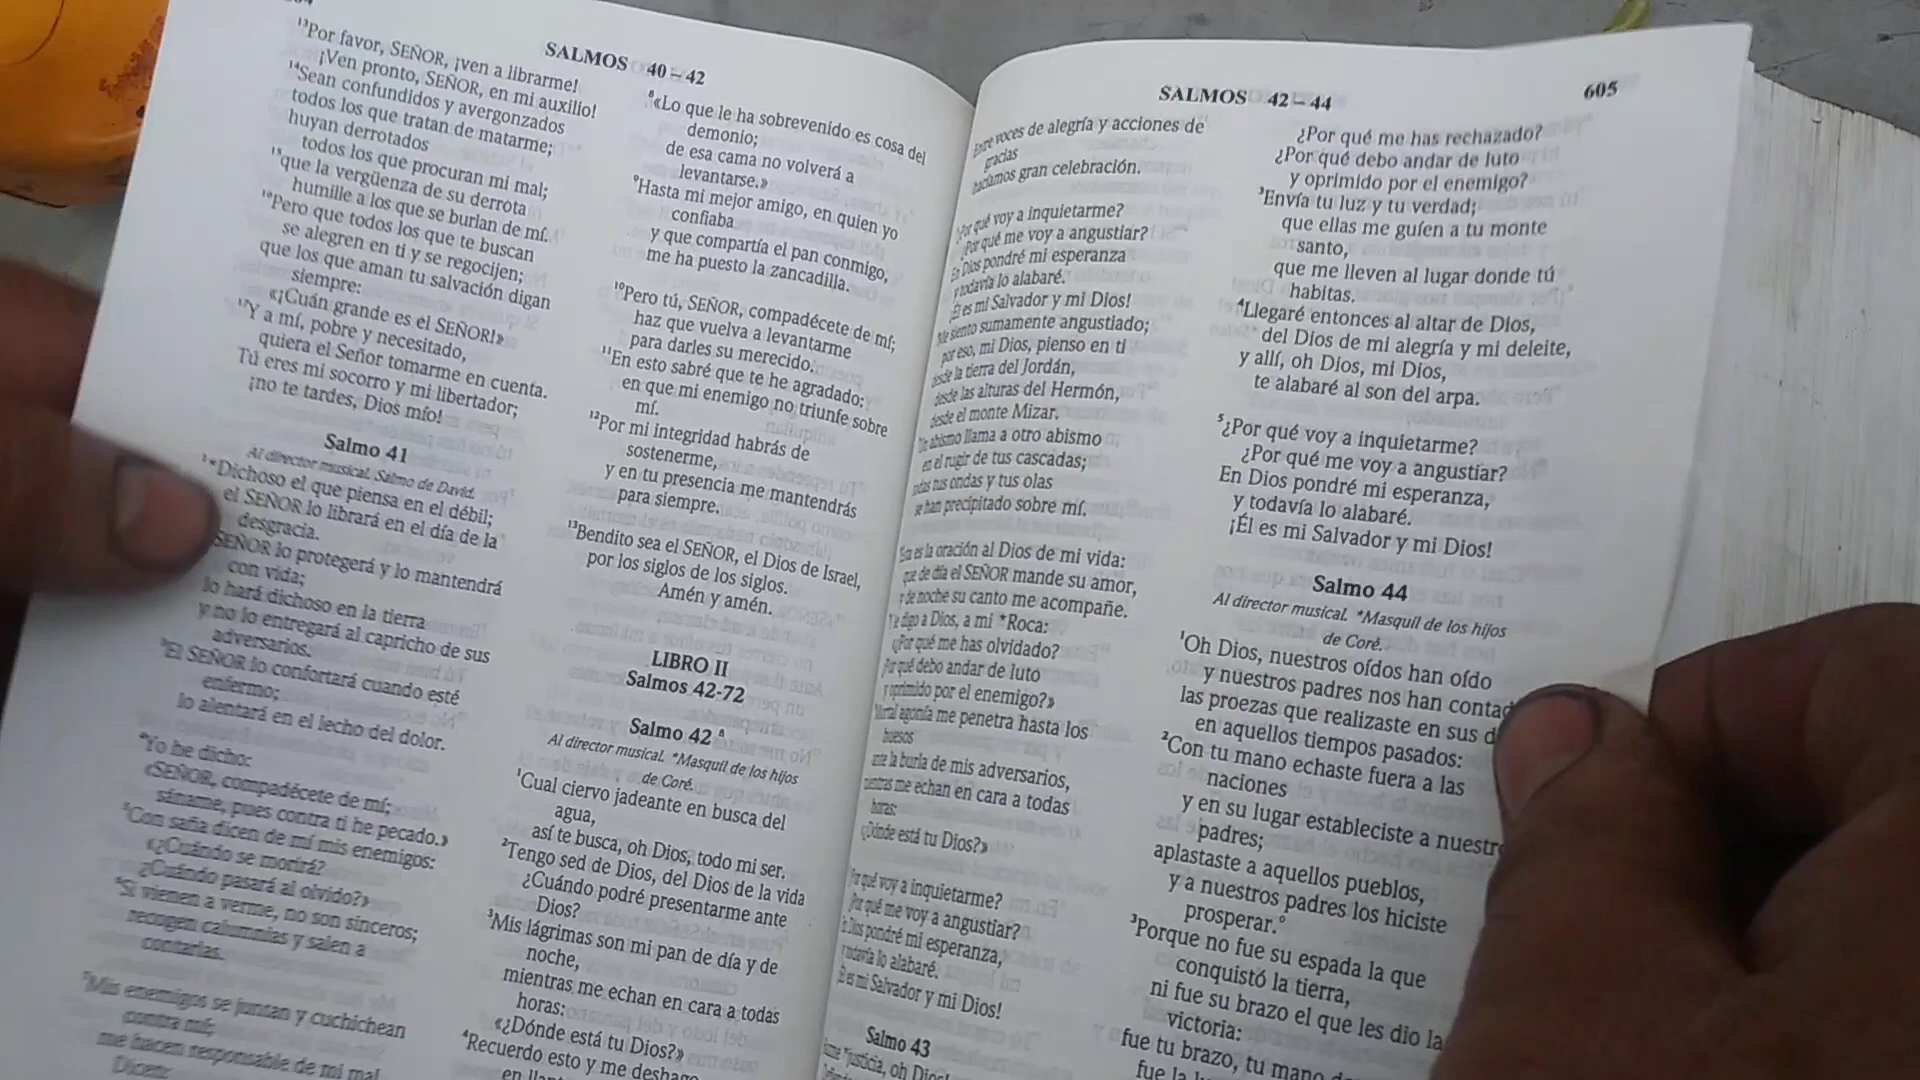 SALMOS 40 – 42
¹³Por favor, SEÑOR, ¡ven a librarme!
¡Ven pronto, SEÑOR, en mi auxilio!
¹⁴Sean confundidos y avergonzados
todos los que tratan de matarme;
huyan derrotados
todos los que procuran mi mal;
¹⁵que la vergüenza de su derrota
humille a los que se burlan de mí.
¹⁶Pero que todos los que te buscan
se alegren en ti y se regocijen;
que los que aman tu salvación digan
siempre:
«¡Cuán grande es el SEÑOR!»
¹⁷Y a mí, pobre y necesitado,
quiera el Señor tomarme en cuenta.
Tú eres mi socorro y mi libertador;
¡no te tardes, Dios mío!
Salmo 41
Al director musical. Salmo de David.
¹*Dichoso el que piensa en el débil;
el SEÑOR lo librará en el día de la
desgracia.
SEÑOR lo protegerá y lo mantendrá
con vida;
lo hará dichoso en la tierra
y no lo entregará al capricho de sus
adversarios.
³El SEÑOR lo confortará cuando esté
enfermo;
lo alentará en el lecho del dolor.
⁴Yo he dicho:
«SEÑOR, compadécete de mí;
sáname, pues contra ti he pecado.»
⁵Con saña dicen de mí mis enemigos:
«¿Cuándo se morirá?
¿Cuándo pasará al olvido?»
⁶Si vienen a verme, no son sinceros;
recogen calumnias y salen a
contarlas.
⁷Mis enemigos se juntan y cuchichean
contra mí;
me hacen responsable de mi mal.
Dicen:
⁸«Lo que le ha sobrevenido es cosa del
demonio;
de esa cama no volverá a
levantarse.»
⁹Hasta mi mejor amigo, en quien yo
confiaba
y que compartía el pan conmigo,
me ha puesto la zancadilla.
¹⁰Pero tú, SEÑOR, compadécete de mí;
haz que vuelva a levantarme
para darles su merecido.
¹¹En esto sabré que te he agradado:
en que mi enemigo no triunfe sobre
mí.
¹²Por mi integridad habrás de
sostenerme,
y en tu presencia me mantendrás
para siempre.
¹³Bendito sea el SEÑOR, el Dios de Israel,
por los siglos de los siglos.
Amén y amén.
LIBRO II
Salmos 42-72
Salmo 42 ⁿ
Al director musical. *Masquil de los hijos
de Coré.
¹Cual ciervo jadeante en busca del
agua,
así te busca, oh Dios, todo mi ser.
²Tengo sed de Dios, del Dios de la vida
¿Cuándo podré presentarme ante
Dios?
³Mis lágrimas son mi pan de día y de
noche,
mientras me echan en cara a todas
horas:
«¿Dónde está tu Dios?»
⁴Recuerdo esto y me deshago
en
SALMOS 42 – 44 605
Entre voces de alegría y acciones de
gracias
hacíamos gran celebración.
¿Por qué voy a inquietarme?
¿Por qué me voy a angustiar?
En Dios pondré mi esperanza
y todavía lo alabaré.
¡Él es mi Salvador y mi Dios!
Me siento sumamente angustiado;
por eso, mi Dios, pienso en ti
desde la tierra del Jordán,
desde las alturas del Hermón,
desde el monte Mizar.
Un abismo llama a otro abismo
en el rugir de tus cascadas;
todas tus ondas y tus olas
se han precipitado sobre mí.
Esta es la oración al Dios de mi vida:
que de día el SEÑOR mande su amor,
y de noche su canto me acompañe.
Y le digo a Dios, a mi *Roca:
«¿Por qué me has olvidado?
¿Por qué debo andar de luto
y oprimido por el enemigo?»
Mortal agonía me penetra hasta los
huesos
ante la burla de mis adversarios,
mientras me echan en cara a todas
horas:
«¿Dónde está tu Dios?»
¿Por qué voy a inquietarme?
¿Por qué me voy a angustiar?
En Dios pondré mi esperanza,
y todavía lo alabaré.
¡Él es mi Salvador y mi Dios!
Salmo 43
*justicia, oh Dios
¿Por qué me has rechazado?
¿Por qué debo andar de luto
y oprimido por el enemigo?
³Envía tu luz y tu verdad;
que ellas me guíen a tu monte
santo,
que me lleven al lugar donde tú
habitas.
⁴Llegaré entonces al altar de Dios,
del Dios de mi alegría y mi deleite,
y allí, oh Dios, mi Dios,
te alabaré al son del arpa.
⁵¿Por qué voy a inquietarme?
¿Por qué me voy a angustiar?
En Dios pondré mi esperanza,
y todavía lo alabaré.
¡Él es mi Salvador y mi Dios!
Salmo 44
Al director musical. *Masquil de los hijos
de Coré.
¹Oh Dios, nuestros oídos han oído
y nuestros padres nos han contad
las proezas que realizaste en sus d
en aquellos tiempos pasados:
²Con tu mano echaste fuera a las
naciones
y en su lugar estableciste a nuestro
padres;
aplastaste a aquellos pueblos,
y a nuestros padres los hiciste
prosperar.ᵒ
³Porque no fue su espada la que
conquistó la tierra,
ni fue su brazo el que les dio la
victoria:
fue tu brazo, tu mano
fue la